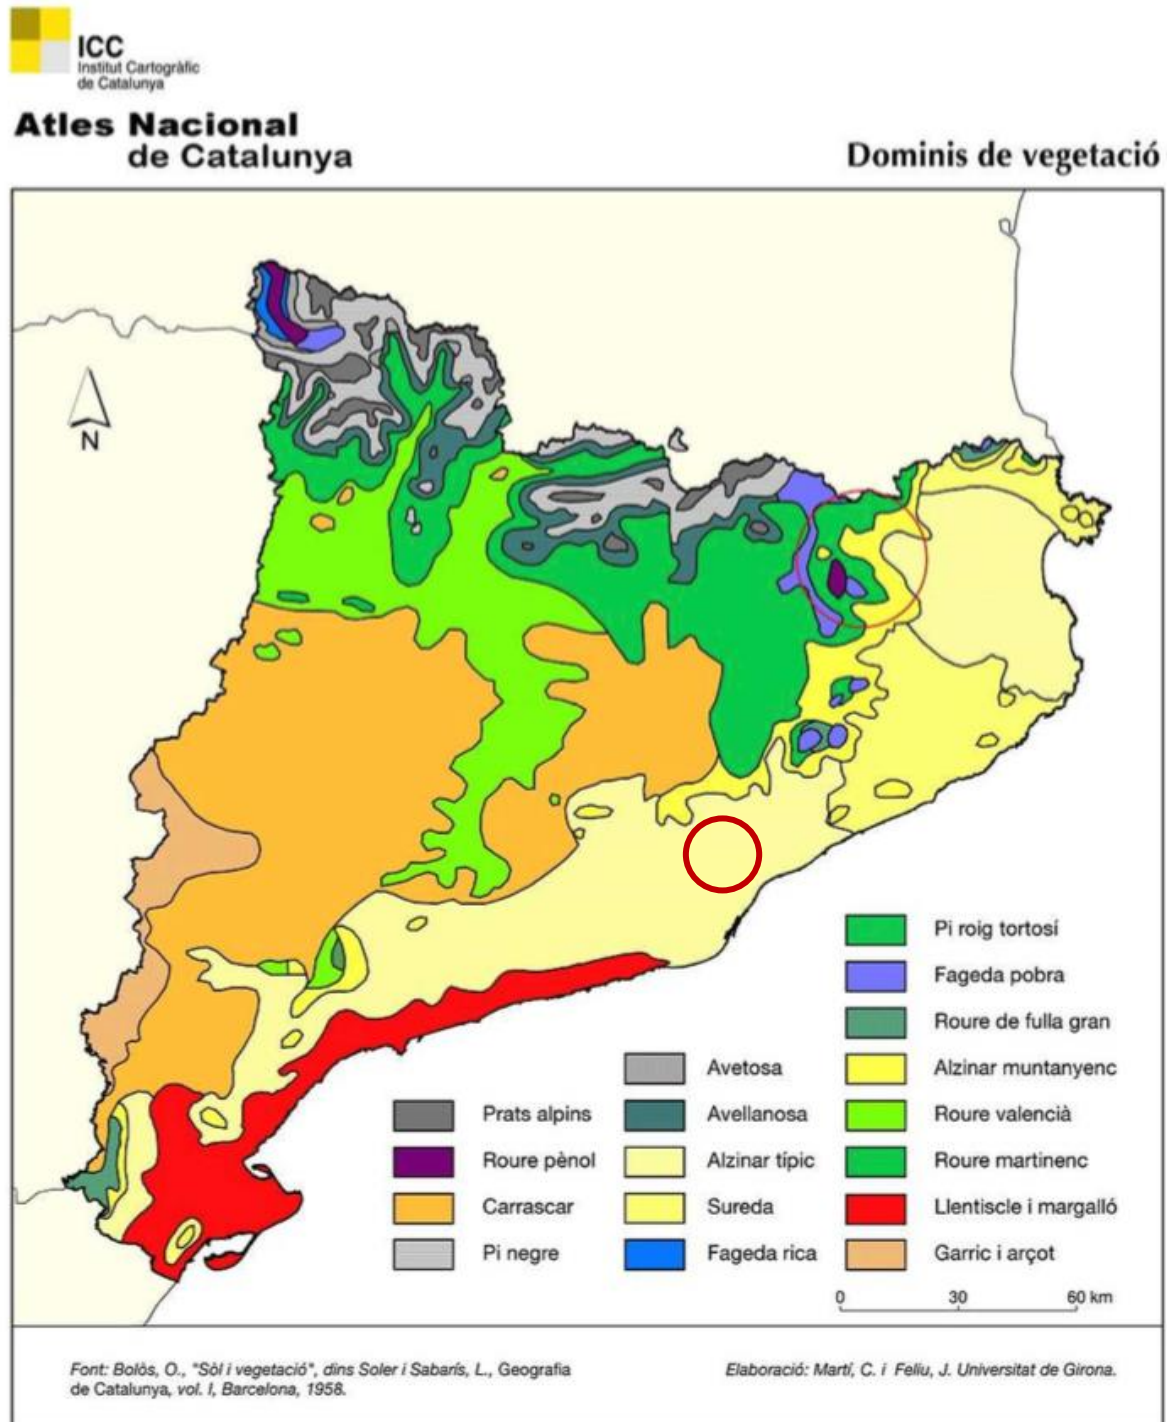 ICC
Institut Cartogràfic
de Catalunya
Atles Nacional
de Catalunya
Dominis de vegetació
N
Pi roig tortosí
Fageda pobra
Roure de fulla gran
Avetosa
Alzinar muntanyenc
Prats alpins
Avellanosa
Roure valencià
Roure pènol
Alzinar típic
Roure martinenc
Carrascar
Sureda
Llentiscle i margalló
Pi negre
Fageda rica
Garric i arçot
0 30 60 km
Font: Bolòs, O., "Sòl i vegetació", dins Soler i Sabarís, L., Geografia
de Catalunya, vol. I, Barcelona, 1958.
Elaboració: Martí, C. i Feliu, J. Universitat de Girona.